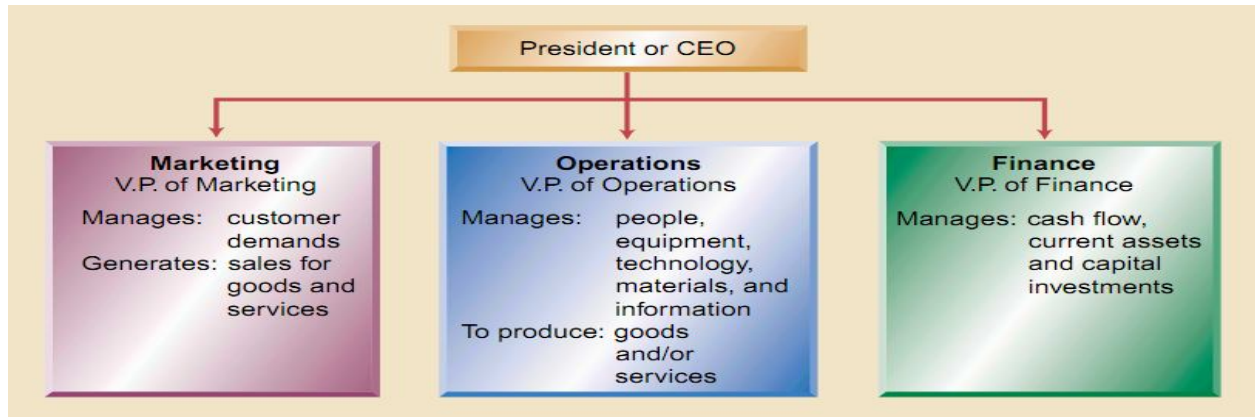 President or CEO
Marketing
V.P. of Marketing
Manages: customer
demands
Generates: sales for
goods and
services
Operations
V.P. of Operations
Manages: people,
equipment,
technology,
materials, and
information
To produce: goods
and/or
services
Finance
V.P. of Finance
Manages: cash flow,
current assets
and capital
investments